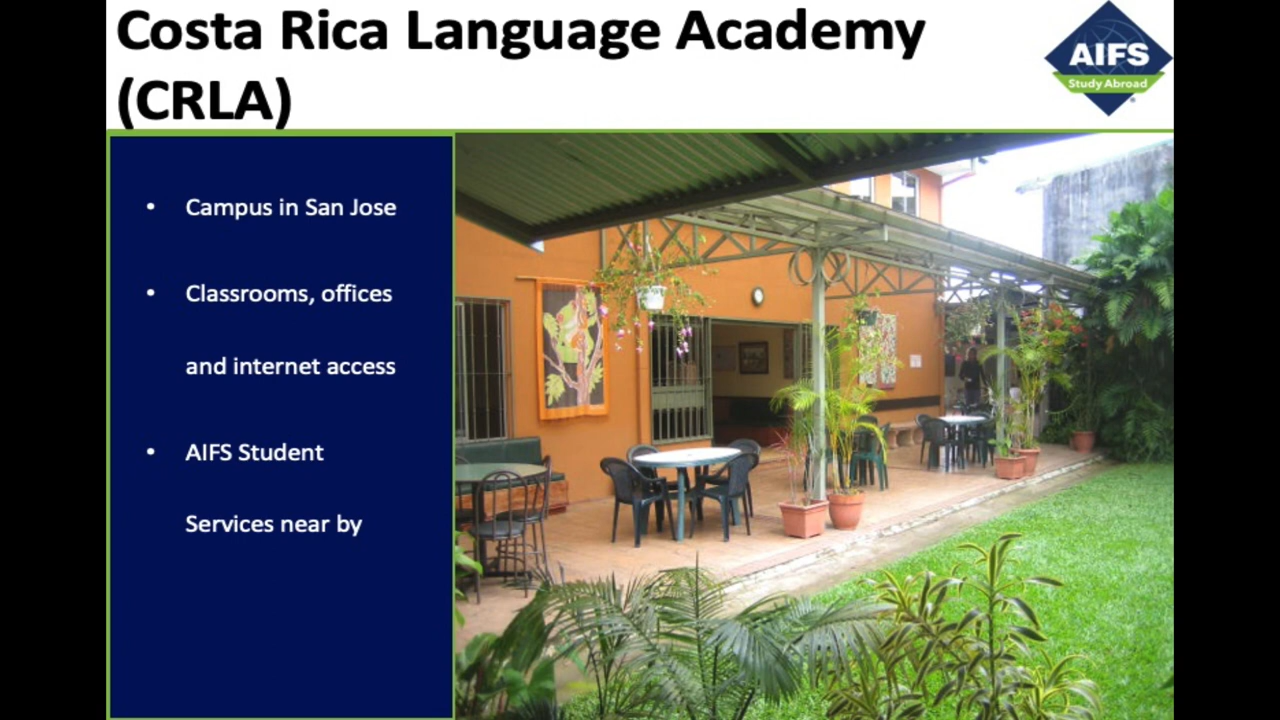 Costa Rica Language Academy
(CRLA)
AIFS
Study Abroad
• Campus in San Jose
• Classrooms, offices
and internet access
• AIFS Student
Services near by